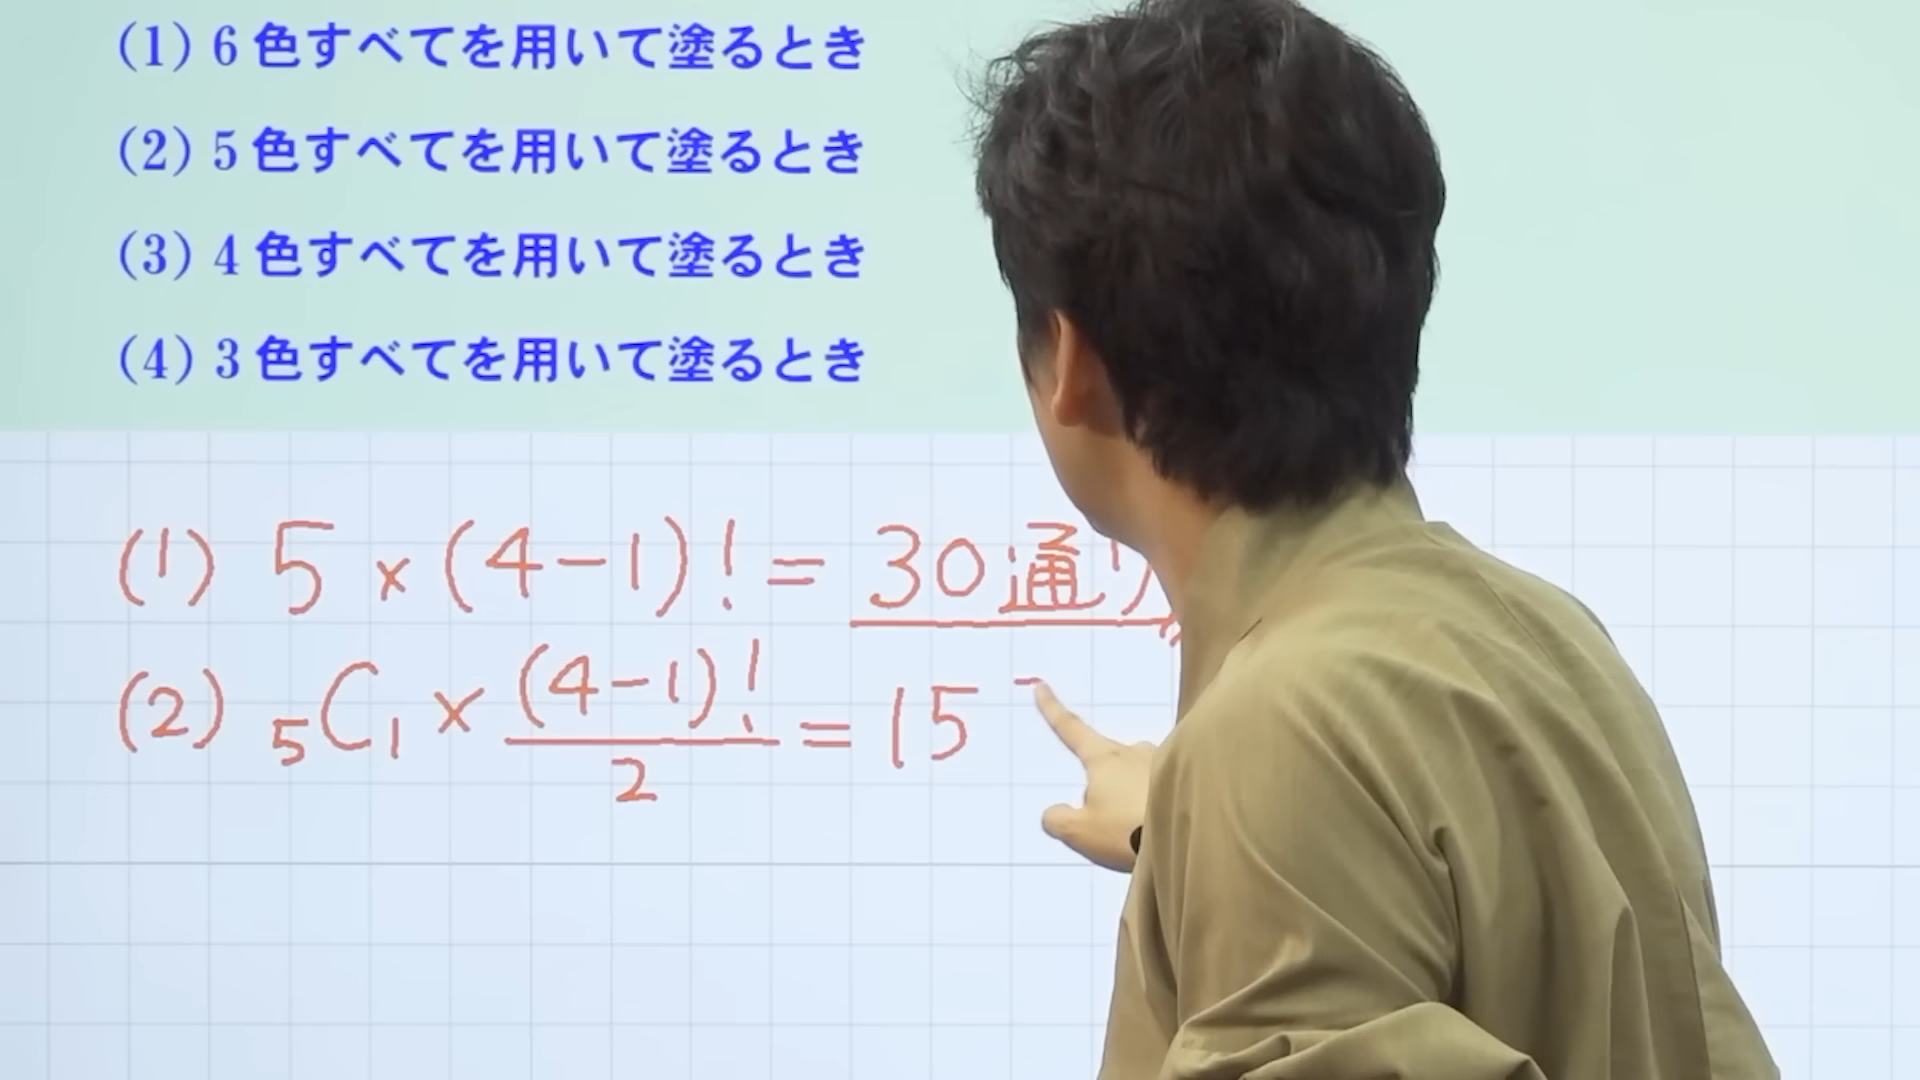 (1) 6 色すべてを用いて塗るとき
(2) 5 色すべてを用いて塗るとき
(3) 4 色すべてを用いて塗るとき
(4) 3 色すべてを用いて塗るとき
(1) 5 × (4-1)! = 30通り
(2) ₅C₁ × (4-1)!/2 = 15